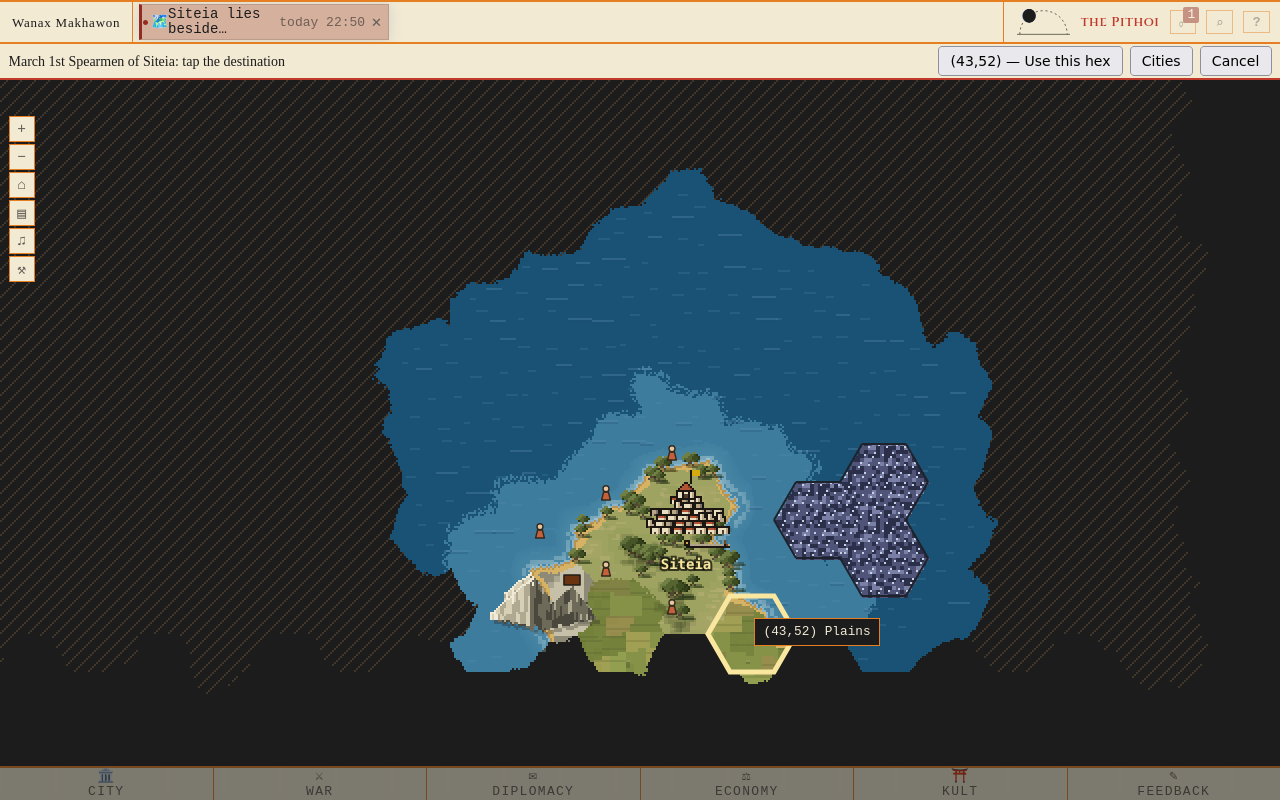 Wanax Makhawon
Siteia lies beside…
today 22:50 ✕
THE PITHOI
1
?
March 1st Spearmen of Siteia: tap the destination
(43,52) — Use this hex
Cities
Cancel
+
−
Siteia
(43,52) Plains
CITY
WAR
DIPLOMACY
ECONOMY
KULT
FEEDBACK